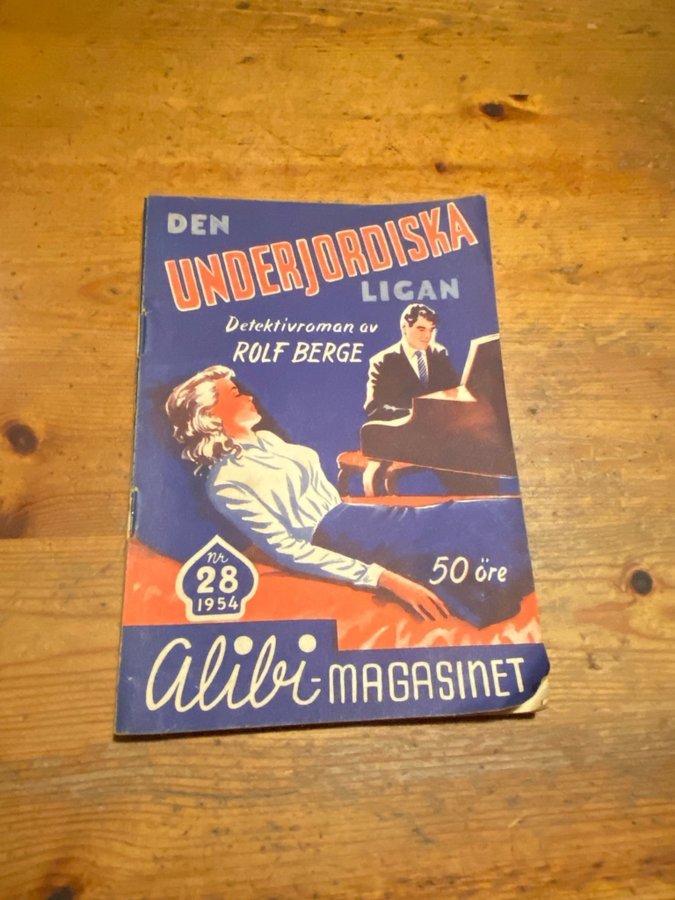 DEN
UNDERJORDISKA
LIGAN
Detektivroman av
ROLF BERGE
nr
28
1954
50 öre
alibi-MAGASINET